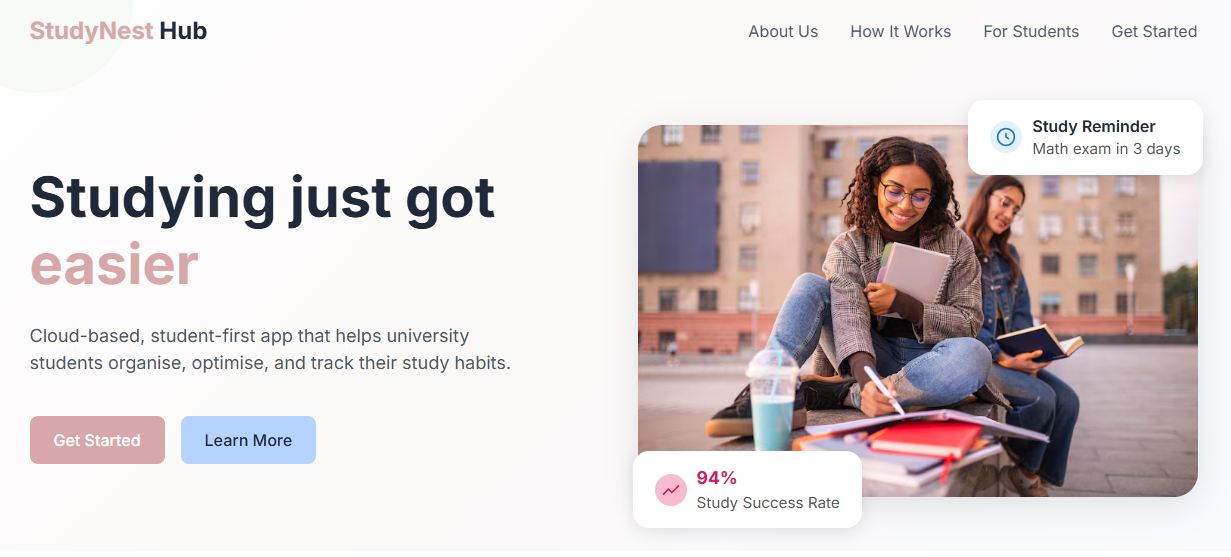 StudyNest Hub
About Us
How It Works
For Students
Get Started
Studying just got
easier
Cloud-based, student-first app that helps university
students organise, optimise, and track their study habits.
Get Started
Learn More
Study Reminder
Math exam in 3 days
94%
Study Success Rate